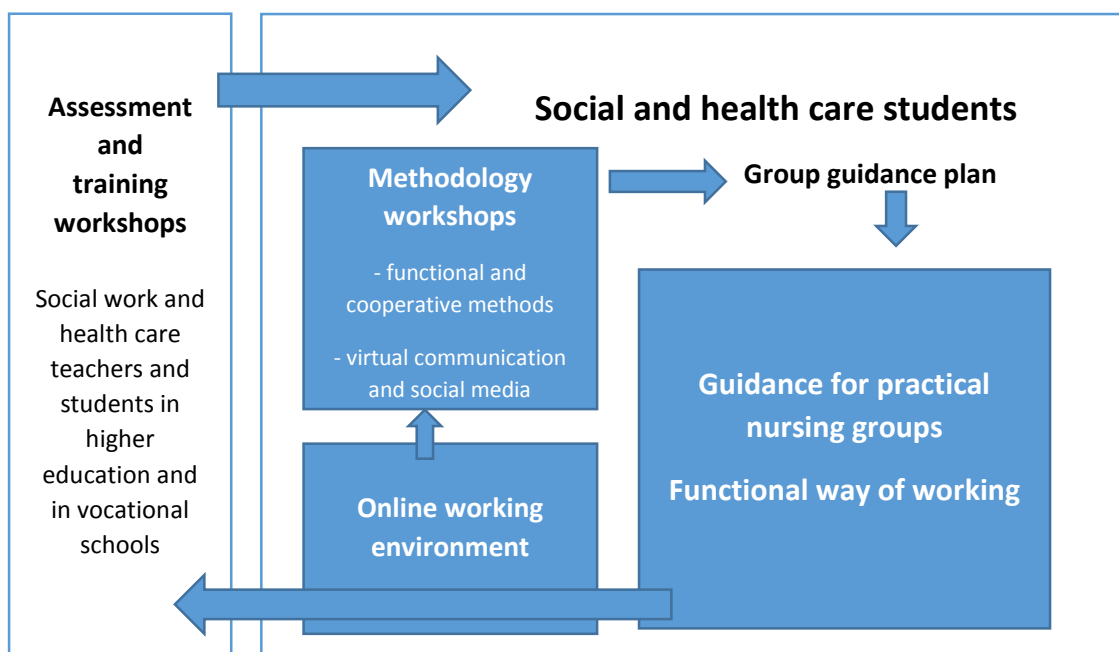 Assessment
and
training
workshops
Social work and
health care
teachers and
students in
higher
education and
in vocational
schools
Social and health care students
Methodology
workshops
- functional and
cooperative methods
- virtual communication
and social media
Group guidance plan
Online working
environment
Guidance for practical
nursing groups
Functional way of working